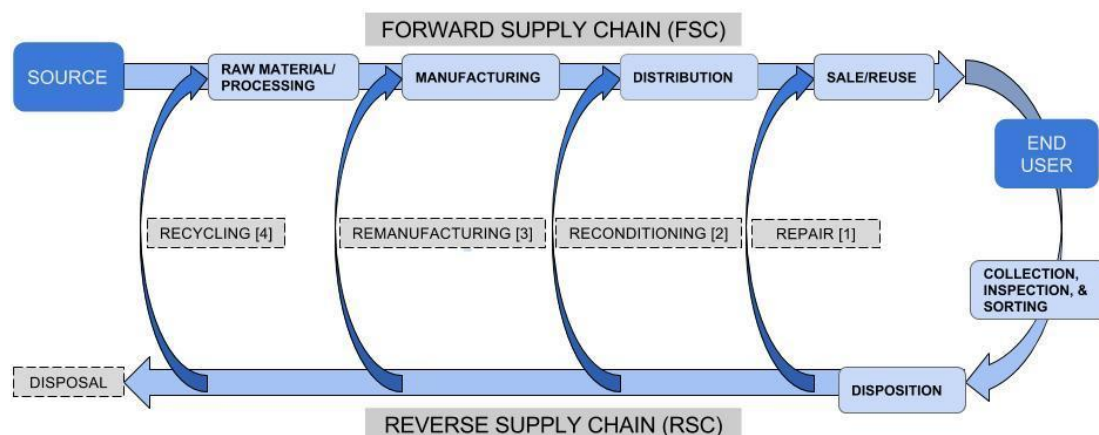 FORWARD SUPPLY CHAIN (FSC)
SOURCE
RAW MATERIAL/
PROCESSING
MANUFACTURING
DISTRIBUTION
SALE/REUSE
END
USER
RECYCLING [4]
REMANUFACTURING [3]
RECONDITIONING [2]
REPAIR [1]
COLLECTION,
INSPECTION, &
SORTING
DISPOSAL
DISPOSITION
REVERSE SUPPLY CHAIN (RSC)